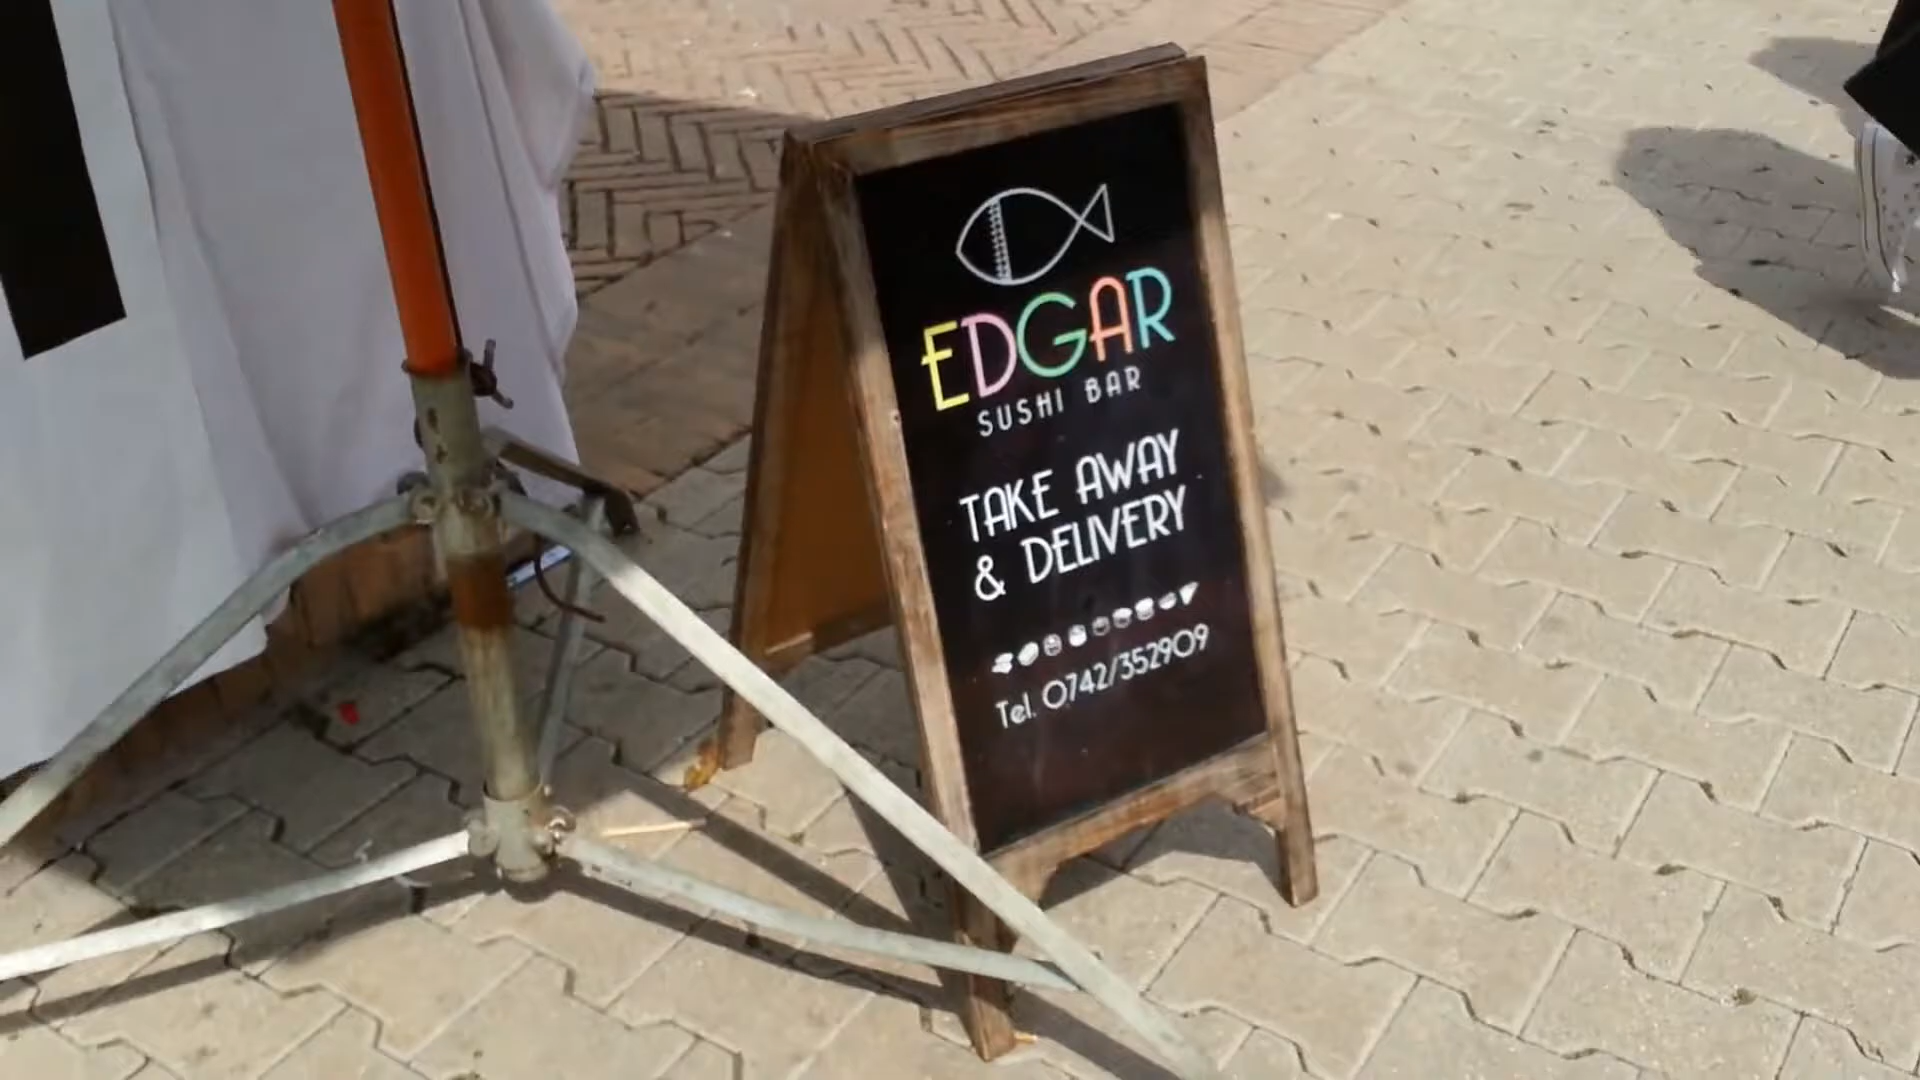 EDGAR
SUSHI BAR
TAKE AWAY
& DELIVERY
Tel. 0742/352909